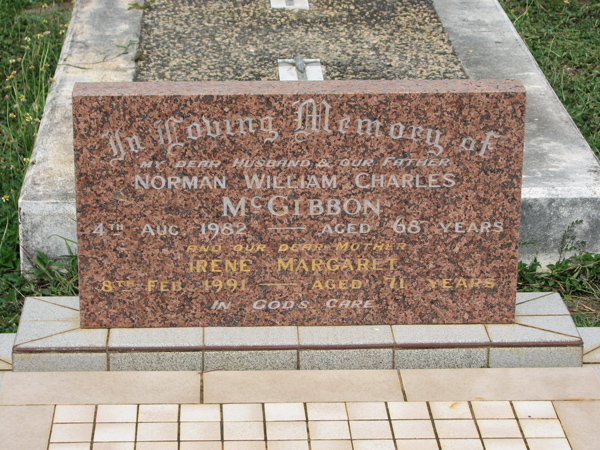 In Loving Memory of
MY DEAR HUSBAND & OUR FATHER
NORMAN WILLIAM CHARLES
McGIBBON
4TH AUG. 1982 — AGED 68 YEARS
AND OUR DEAR MOTHER
IRENE MARGARET
8TH FEB. 1991 — AGED 71 YEARS
IN GODS CARE